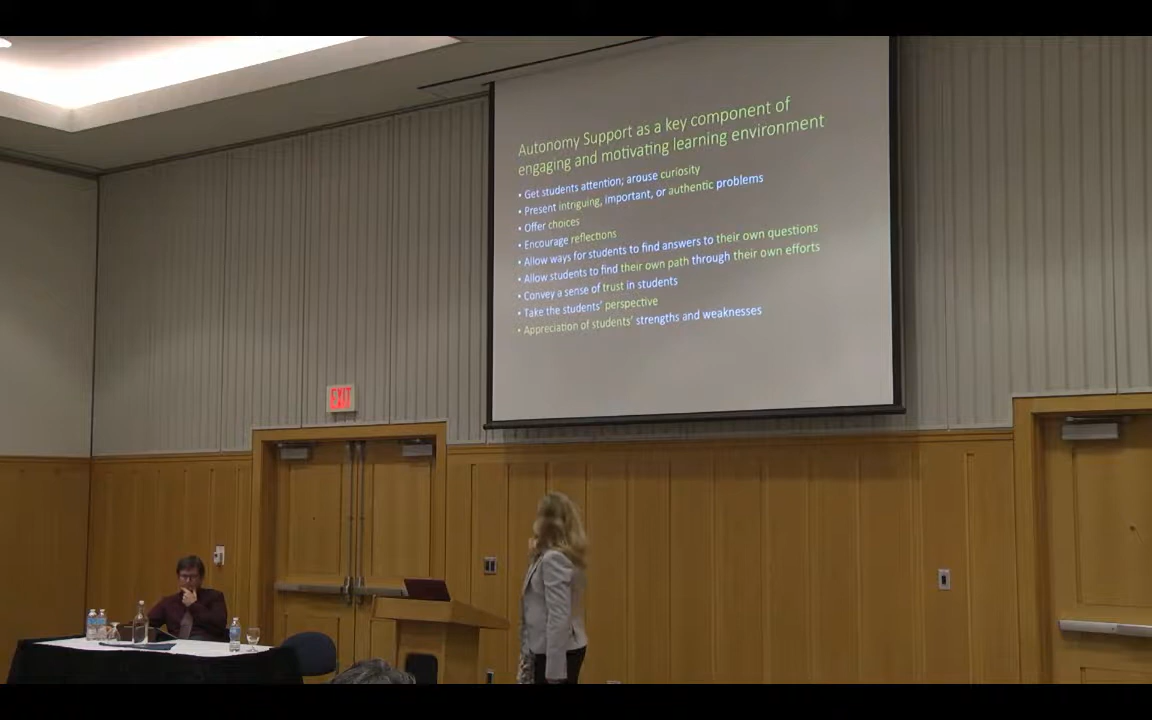 Autonomy Support as a key component of
engaging and motivating learning environment
• Get students attention; arouse curiosity
• Present intriguing, important, or authentic problems
• Offer choices
• Encourage reflections
• Allow ways for students to find answers to their own questions
• Allow students to find their own path through their own efforts
• Convey a sense of trust in students
• Take the students' perspective
• Appreciation of students' strengths and weaknesses
EXIT